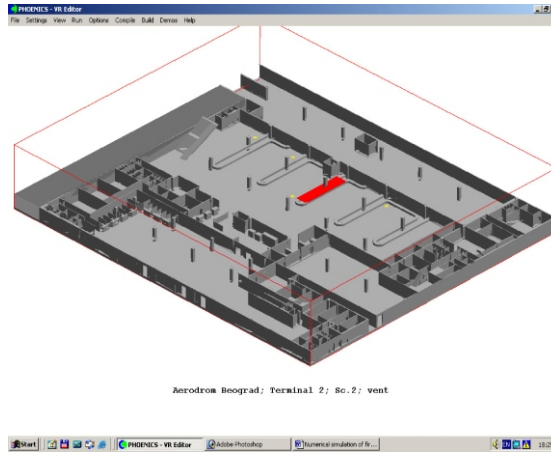 PHOENICS - VR Editor
File Settings View Run Options Compile Build Demos Help
Aerodrom Beograd; Terminal 2; Sc.2; vent
Start PHOENICS - VR Editor Adobe Photoshop Numerical simulation of fir... EN